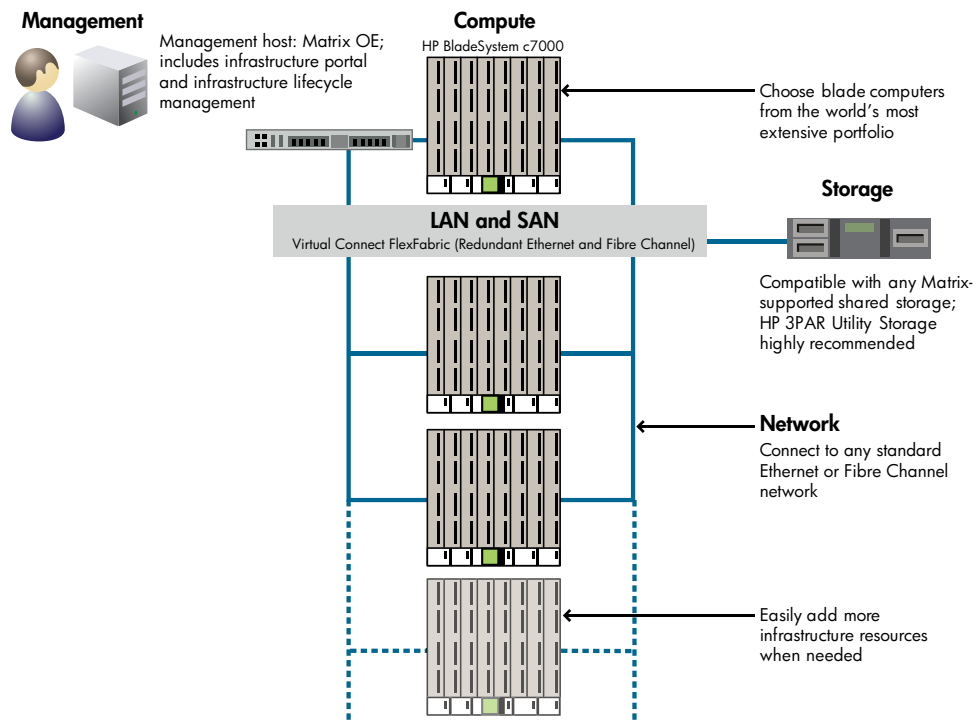 Management
Management host: Matrix OE;
includes infrastructure portal
and infrastructure lifecycle
management
Compute
HP BladeSystem c7000
Choose blade computers
from the world's most
extensive portfolio
Storage
LAN and SAN
Virtual Connect FlexFabric (Redundant Ethernet and Fibre Channel)
Compatible with any Matrix-
supported shared storage;
HP 3PAR Utility Storage
highly recommended
Network
Connect to any standard
Ethernet or Fibre Channel
network
Easily add more
infrastructure resources
when needed